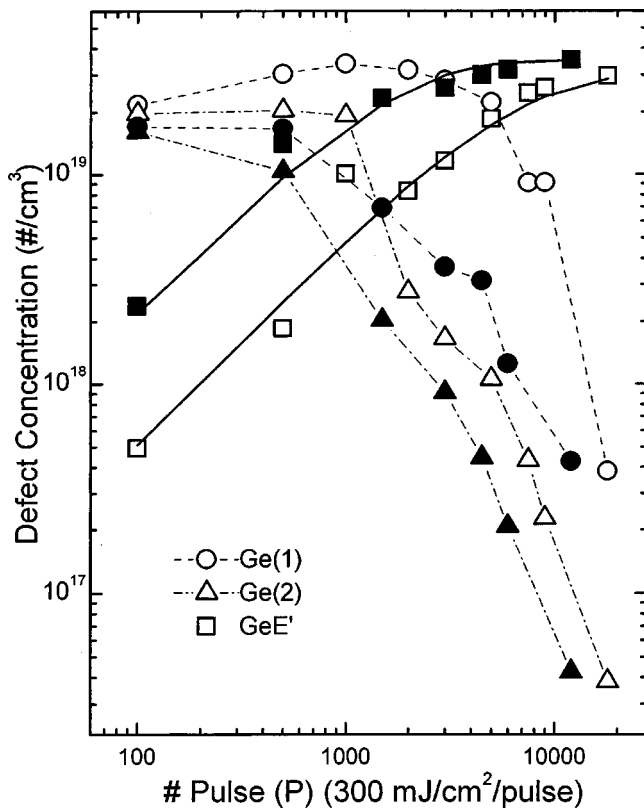 Defect Concentration (#/cm³)
10¹⁹
10¹⁸
10¹⁷
Ge(1)
Ge(2)
GeE'
100
1000
10000
# Pulse (P) (300 mJ/cm²/pulse)